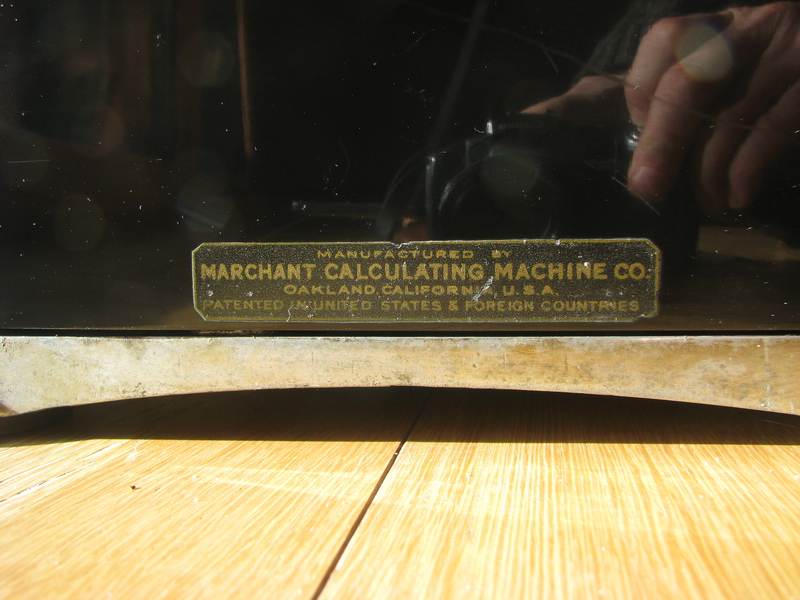 MANUFACTURED BY
MARCHANT CALCULATING MACHINE CO.
OAKLAND, CALIFORNIA, U.S.A.
PATENTED IN UNITED STATES & FOREIGN COUNTRIES